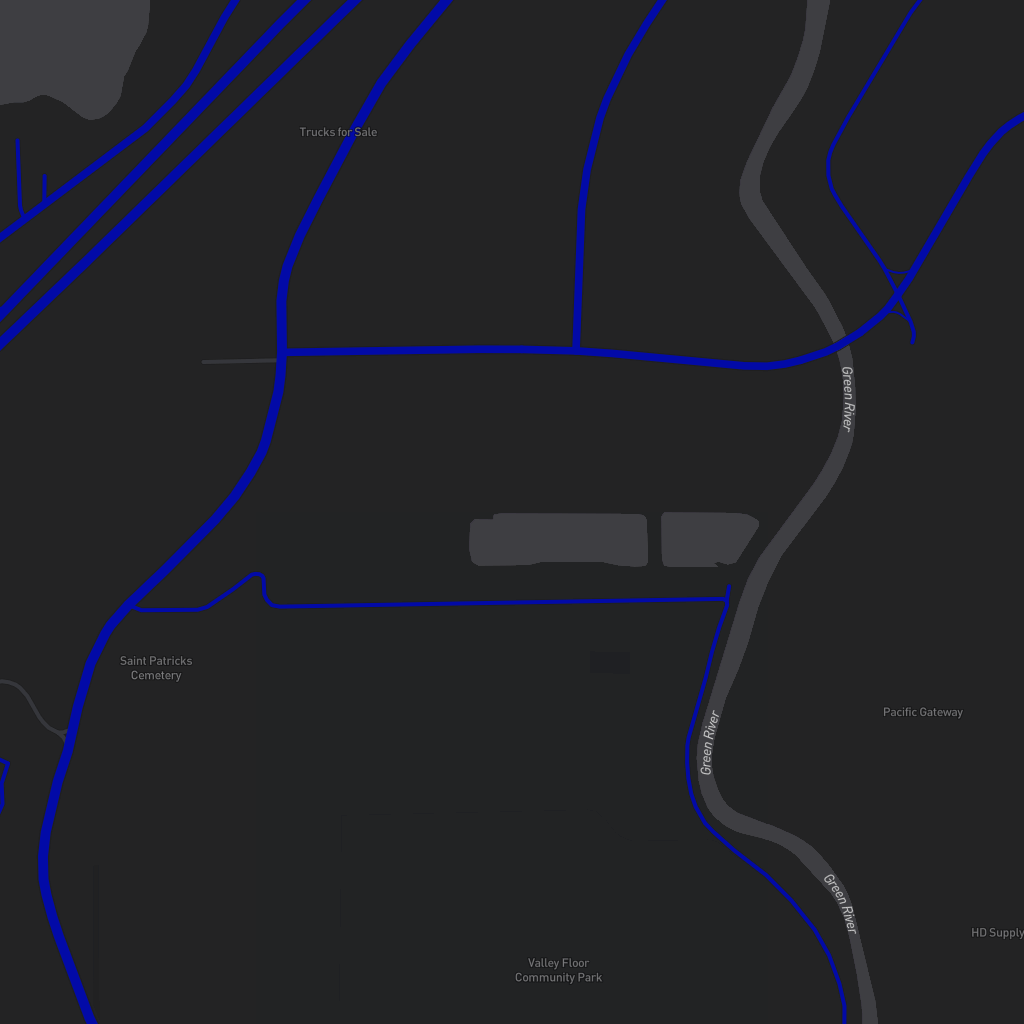 Trucks for Sale
Green River
Saint Patricks
Cemetery
Green River
Pacific Gateway
Green River
HD Supply
Valley Floor
Community Park